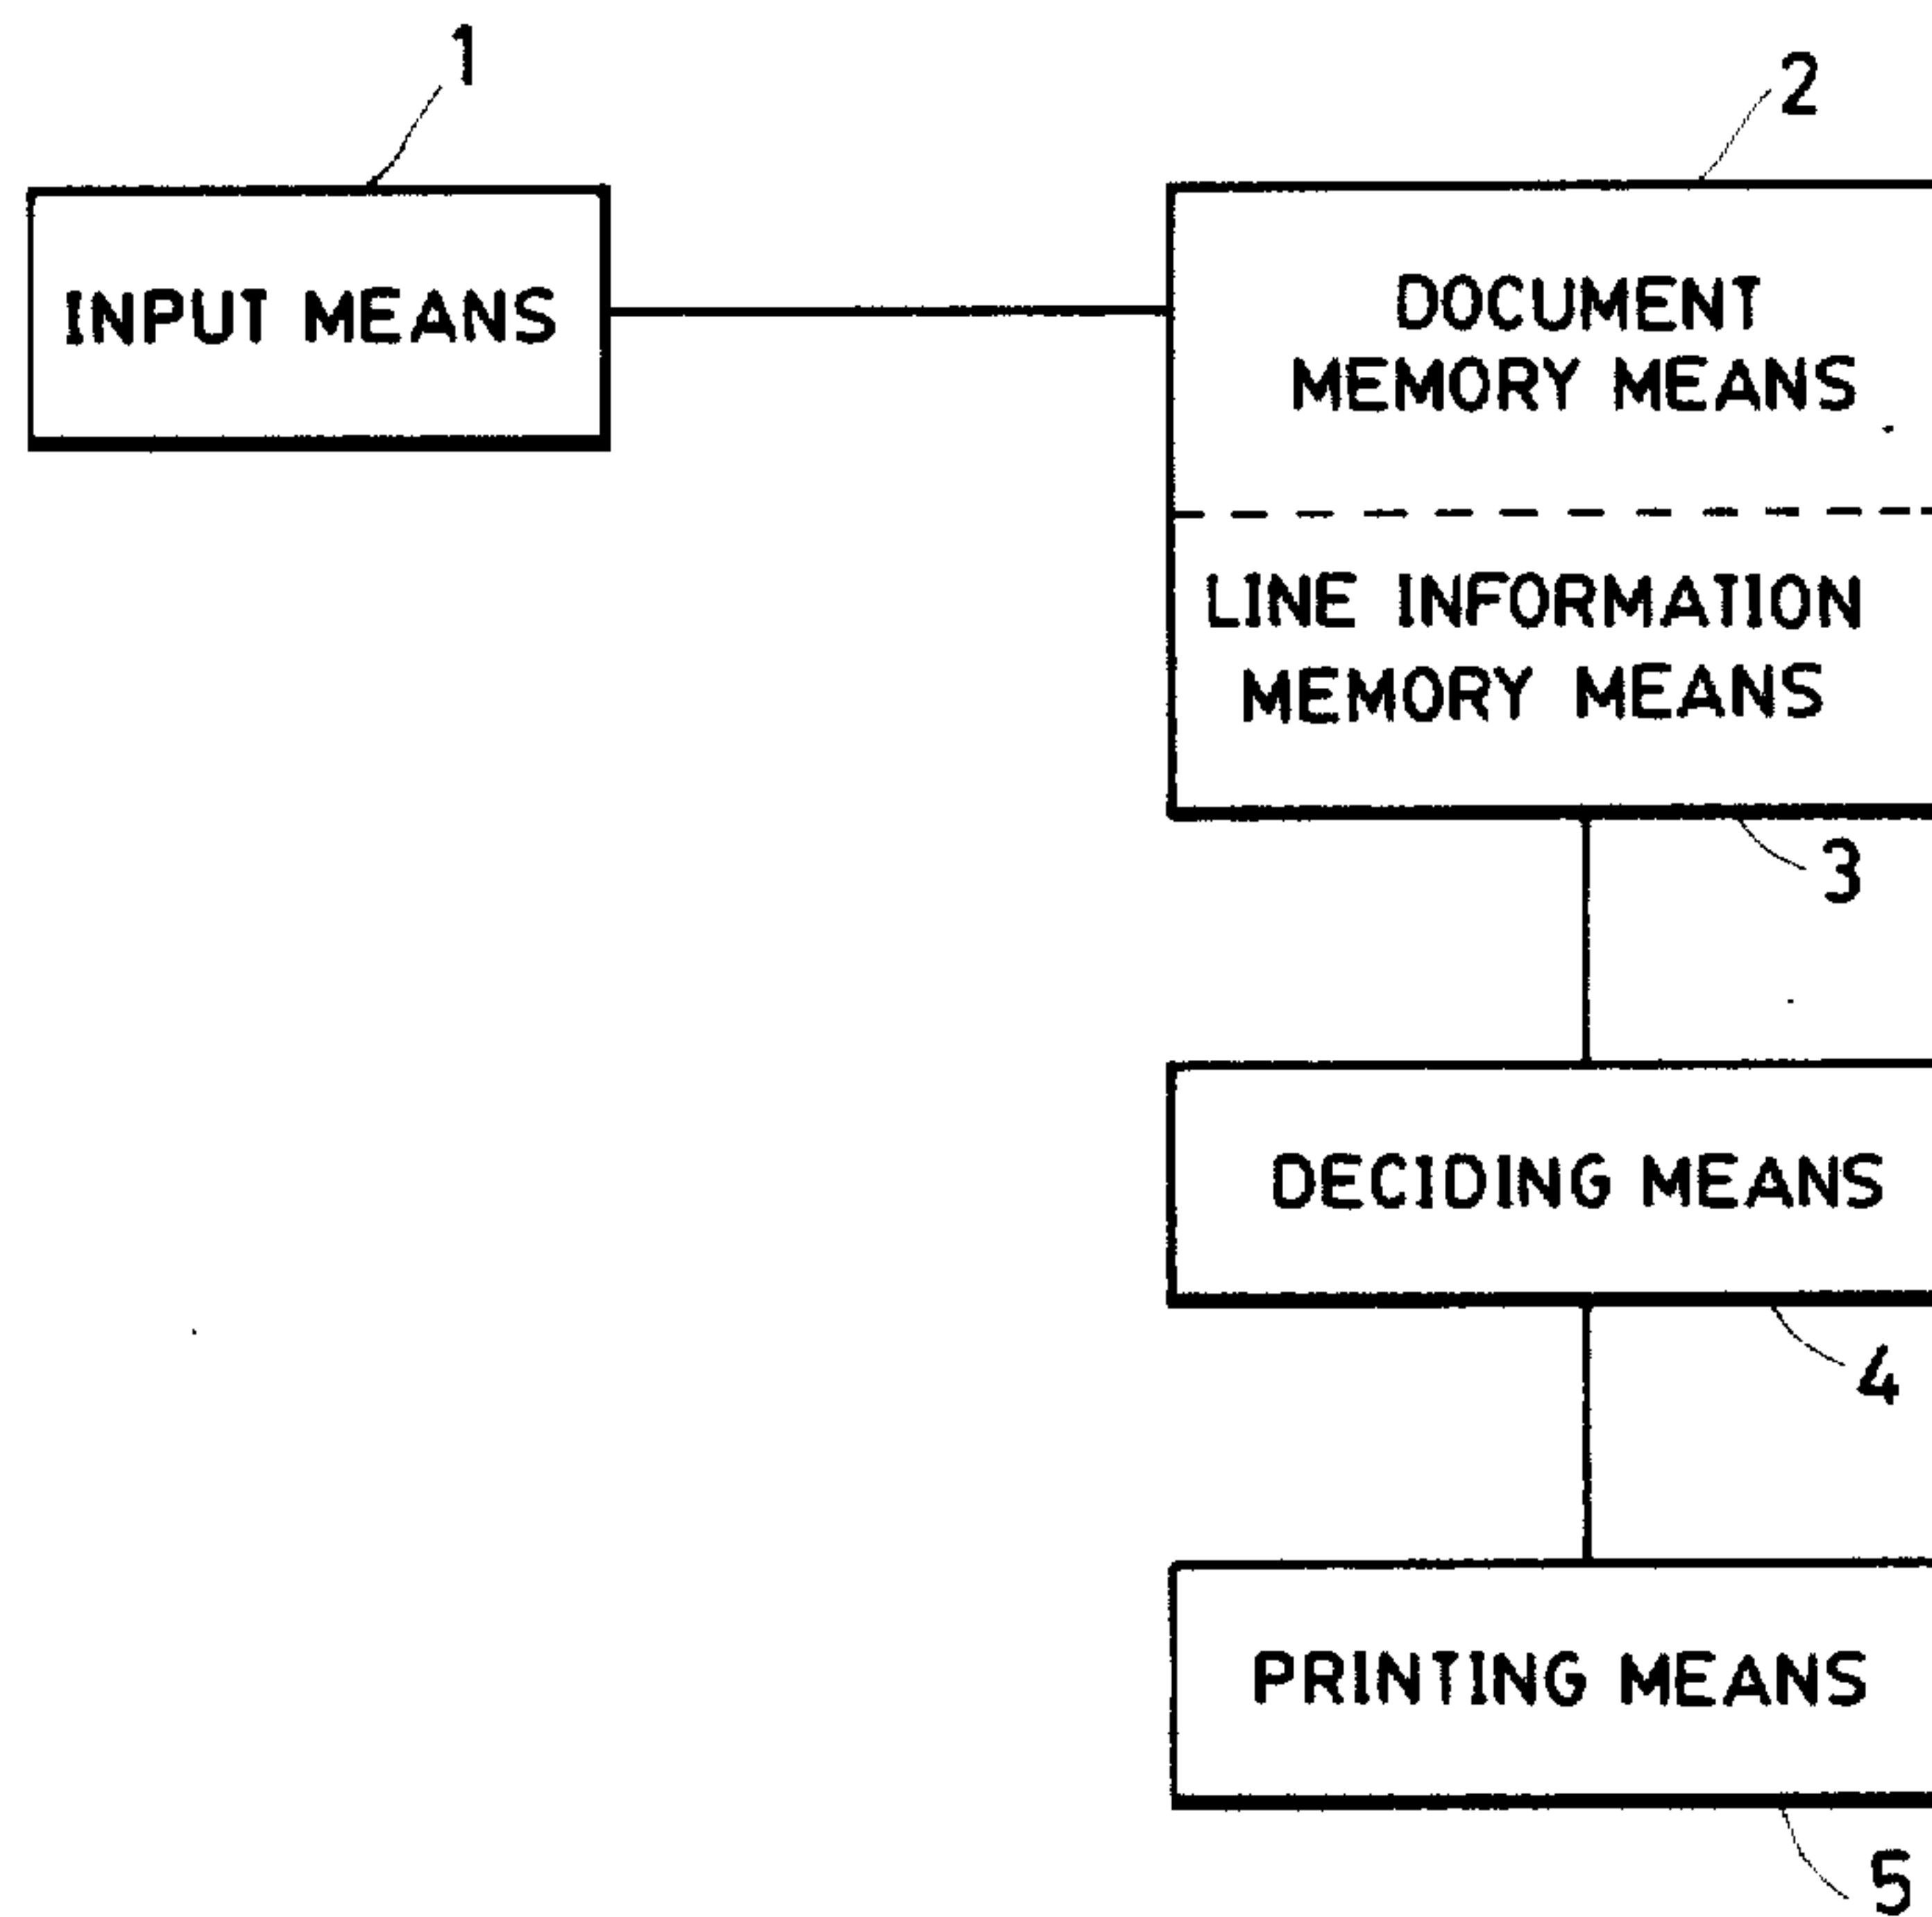 1
2
INPUT MEANS
DOCUMENT
MEMORY MEANS
LINE INFORMATION
MEMORY MEANS
3
DECIDING MEANS
4
PRINTING MEANS
5